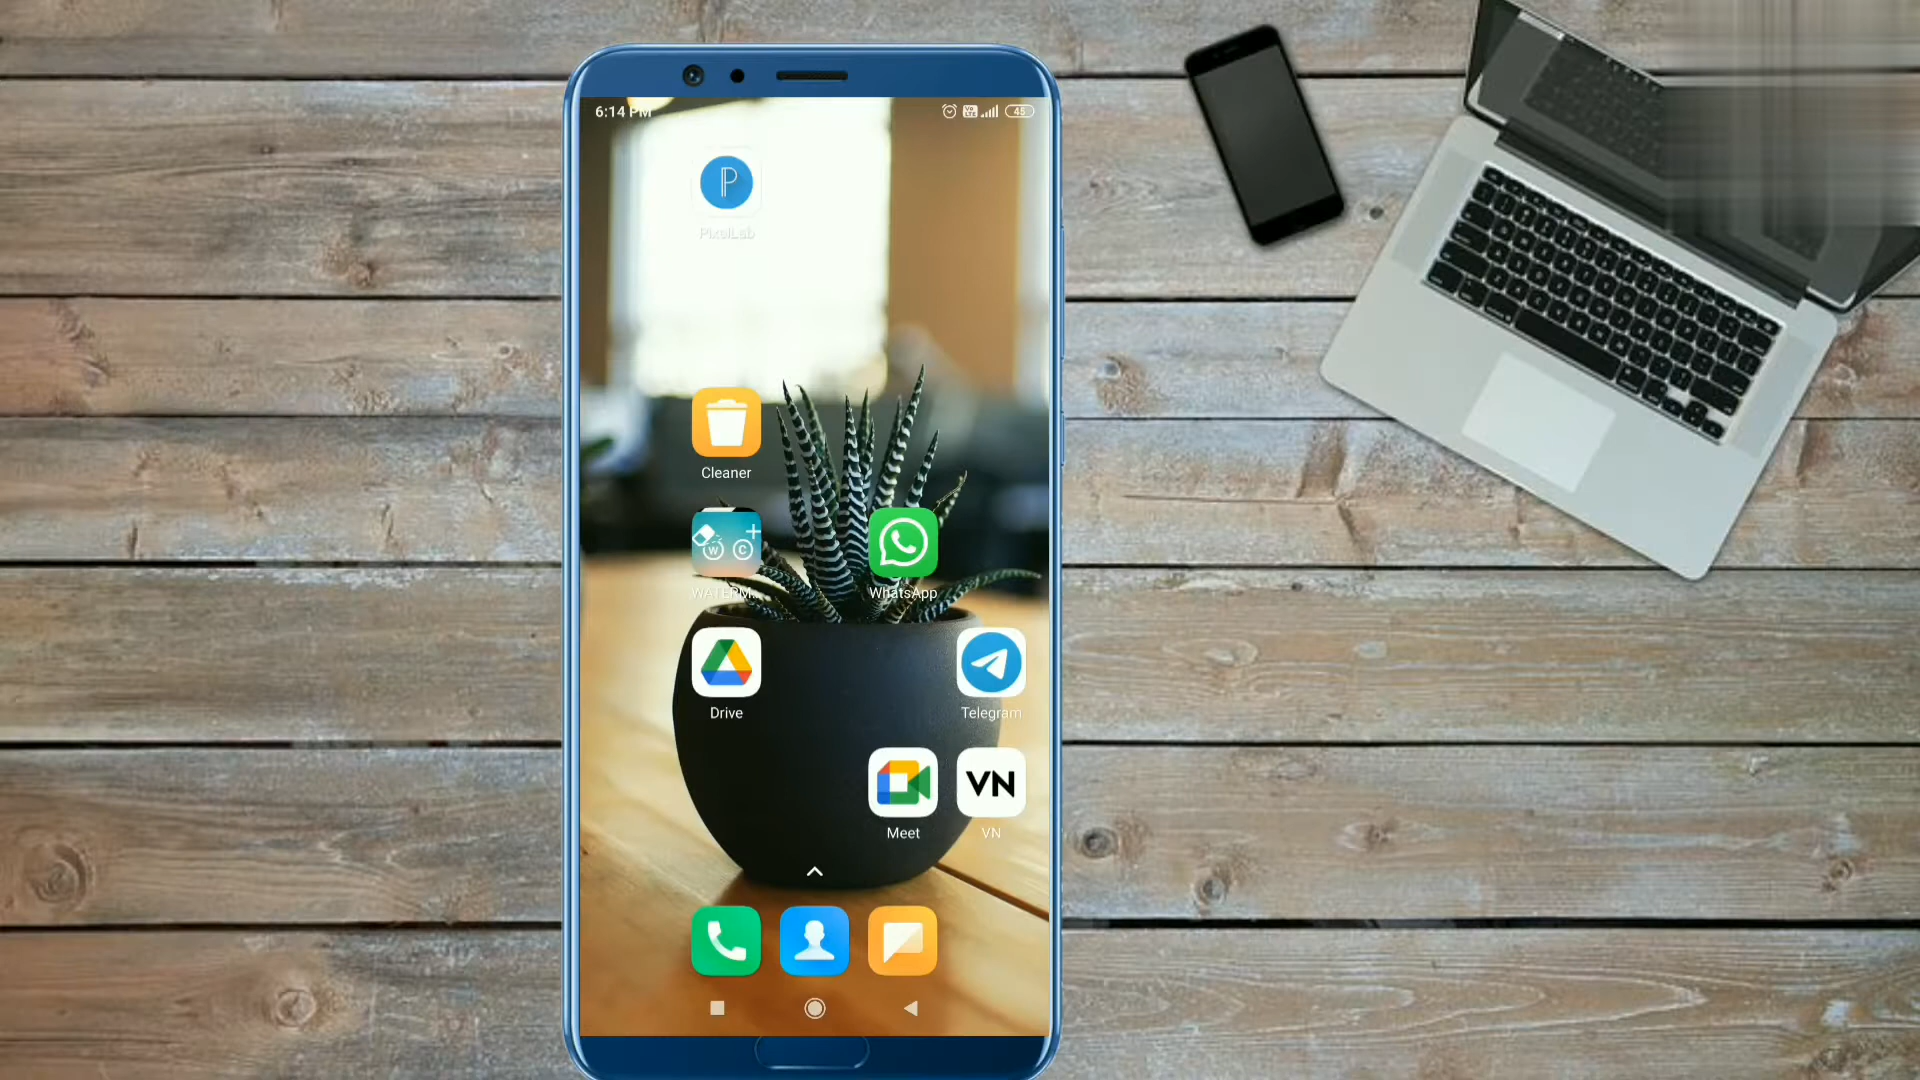 6:14 PM
45
P
PixelLab
Cleaner
W C
WATERM...
WhatsApp
Drive
Telegram
VN
Meet
VN